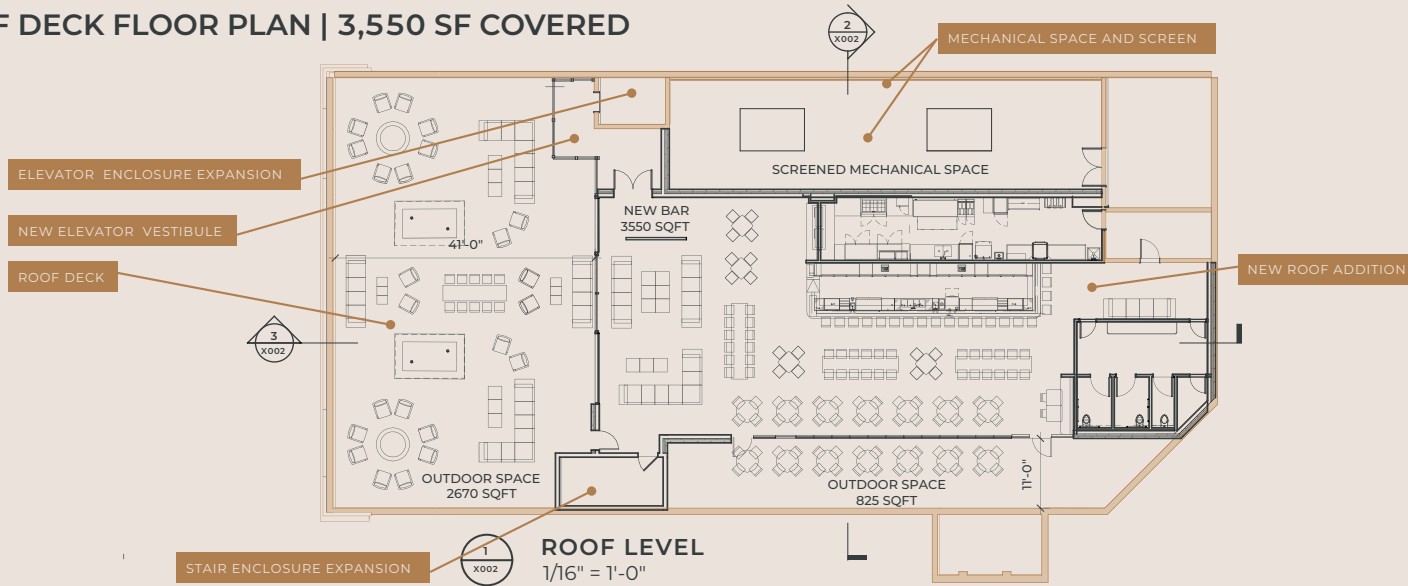 F DECK FLOOR PLAN | 3,550 SF COVERED
2
X002
MECHANICAL SPACE AND SCREEN
ELEVATOR ENCLOSURE EXPANSION
SCREENED MECHANICAL SPACE
NEW BAR
3550 SQFT
NEW ELEVATOR VESTIBULE
41'-0"
ROOF DECK
NEW ROOF ADDITION
3
X002
OUTDOOR SPACE
2670 SQFT
OUTDOOR SPACE
825 SQFT
11'-0"
1
X002
ROOF LEVEL
1/16" = 1'-0"
STAIR ENCLOSURE EXPANSION